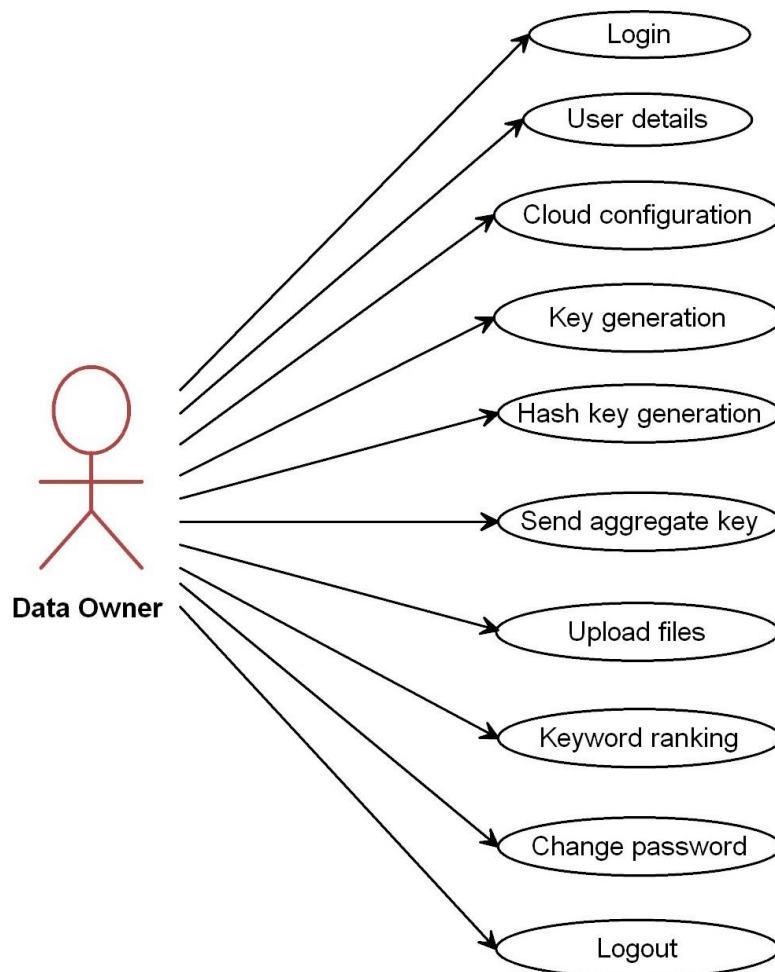 Login
User details
Cloud configuration
Key generation
Hash key generation
Send aggregate key
Data Owner
Upload files
Keyword ranking
Change password
Logout